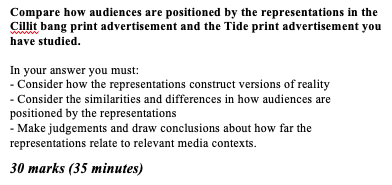 Compare how audiences are positioned by the representations in the
Cillit bang print advertisement and the Tide print advertisement you
have studied.
In your answer you must:
- Consider how the representations construct versions of reality
- Consider the similarities and differences in how audiences are
positioned by the representations
- Make judgements and draw conclusions about how far the
representations relate to relevant media contexts.
30 marks (35 minutes)